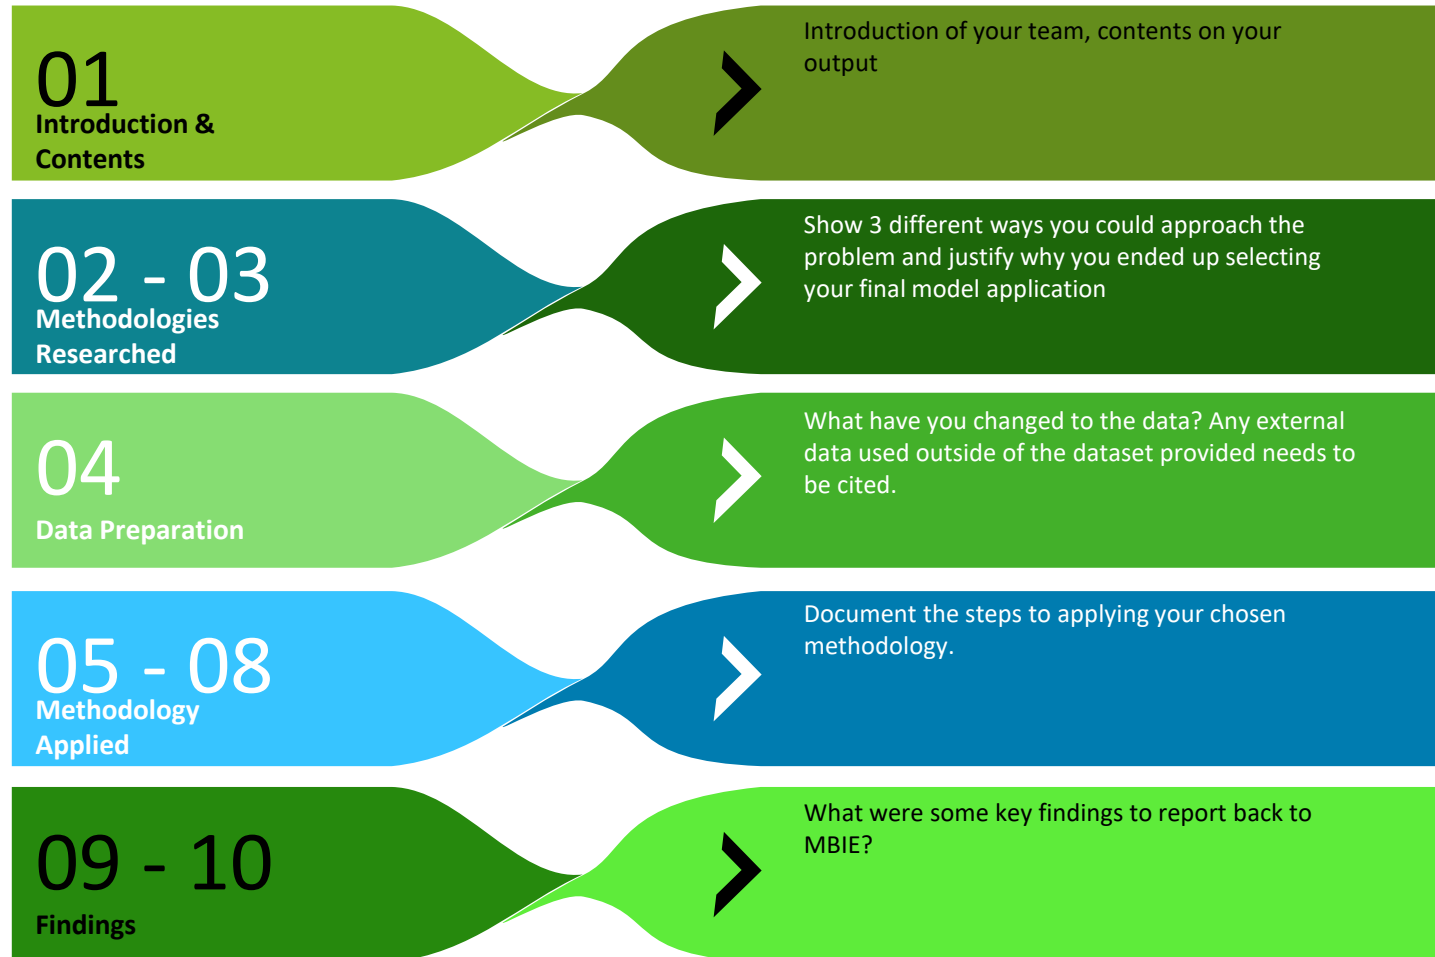 01
Introduction &
Contents
Introduction of your team, contents on your
output
02 - 03
Methodologies
Researched
Show 3 different ways you could approach the
problem and justify why you ended up selecting
your final model application
04
Data Preparation
What have you changed to the data? Any external
data used outside of the dataset provided needs to
be cited.
05 - 08
Methodology
Applied
Document the steps to applying your chosen
methodology.
09 - 10
Findings
What were some key findings to report back to
MBIE?